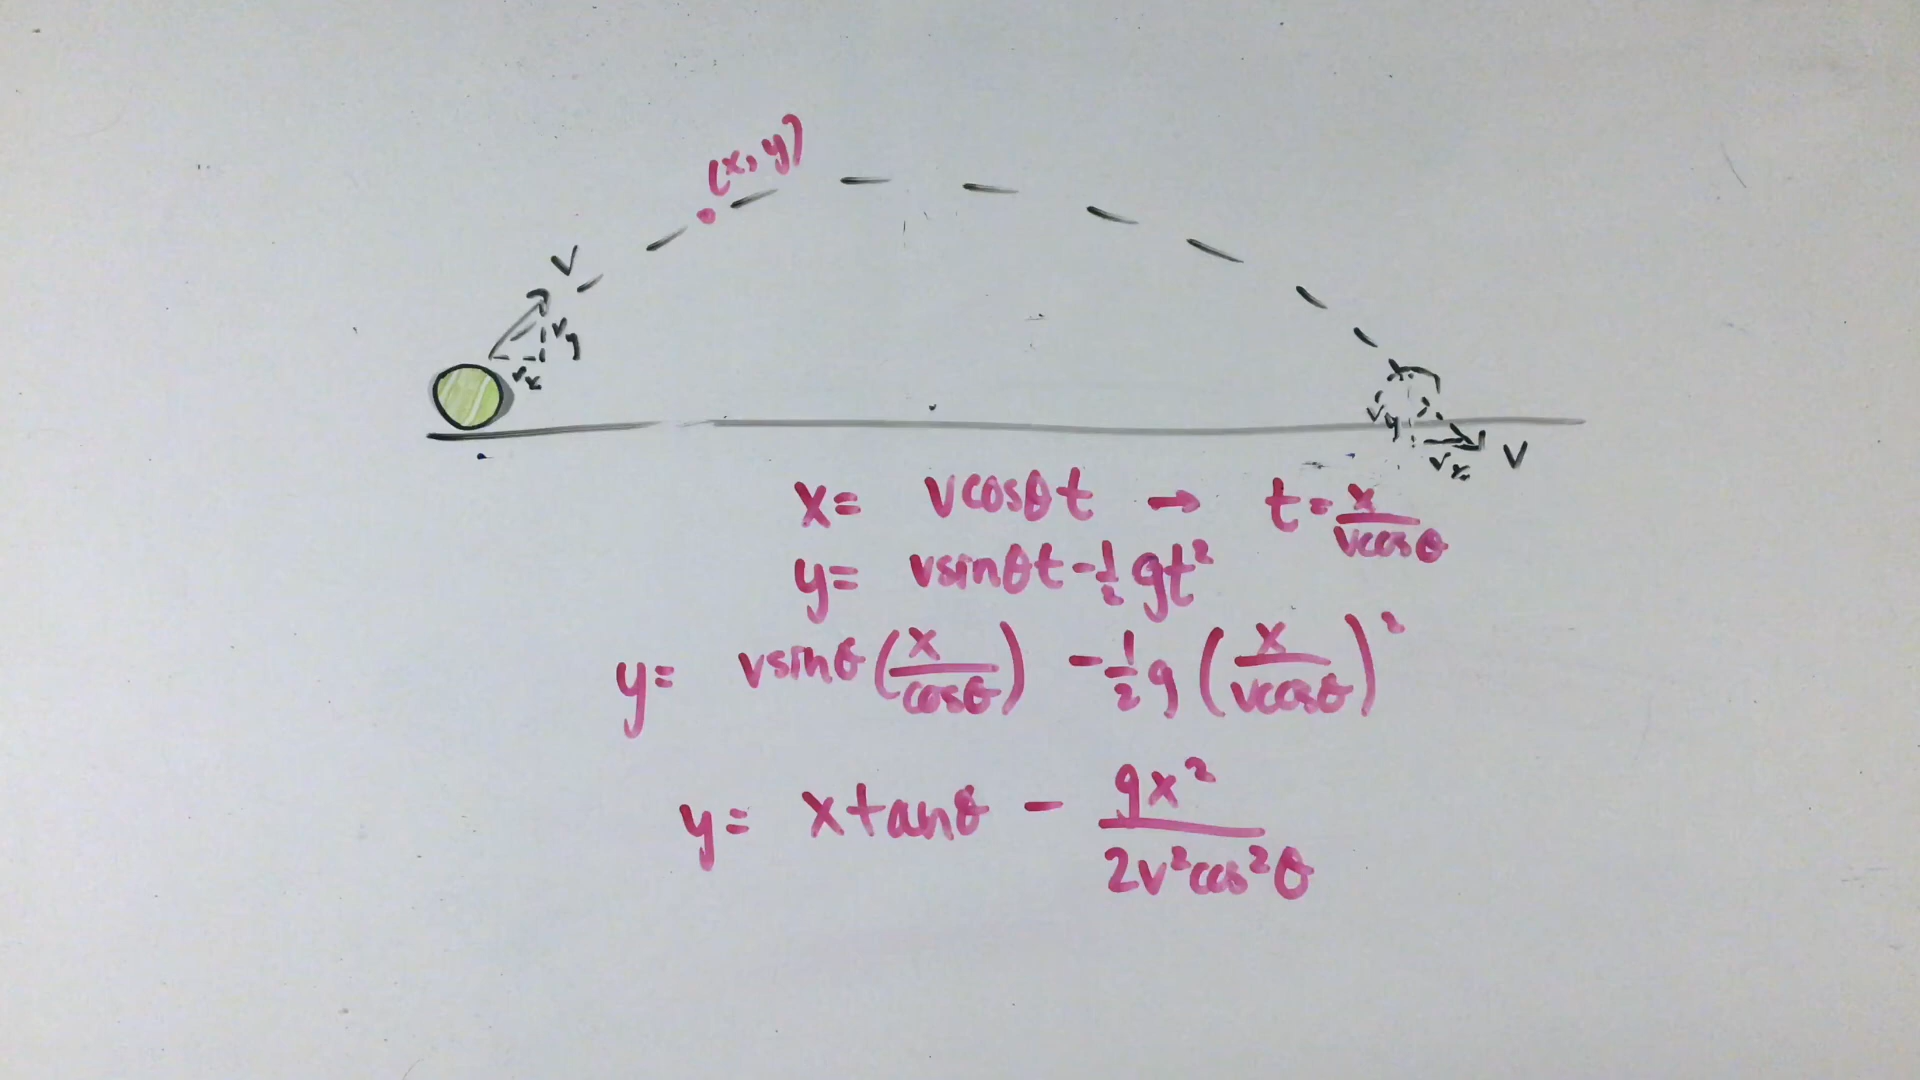 (x, y)
V
Vy
Vx
Vy
Vx
V
x = vcosθt → t = x/vcosθ
y = vsinθt - 1/2 gt²
y = vsinθ (x/cosθ) - 1/2 g (x/vcosθ)²
y = xtanθ - gx²/2v²cos²θ